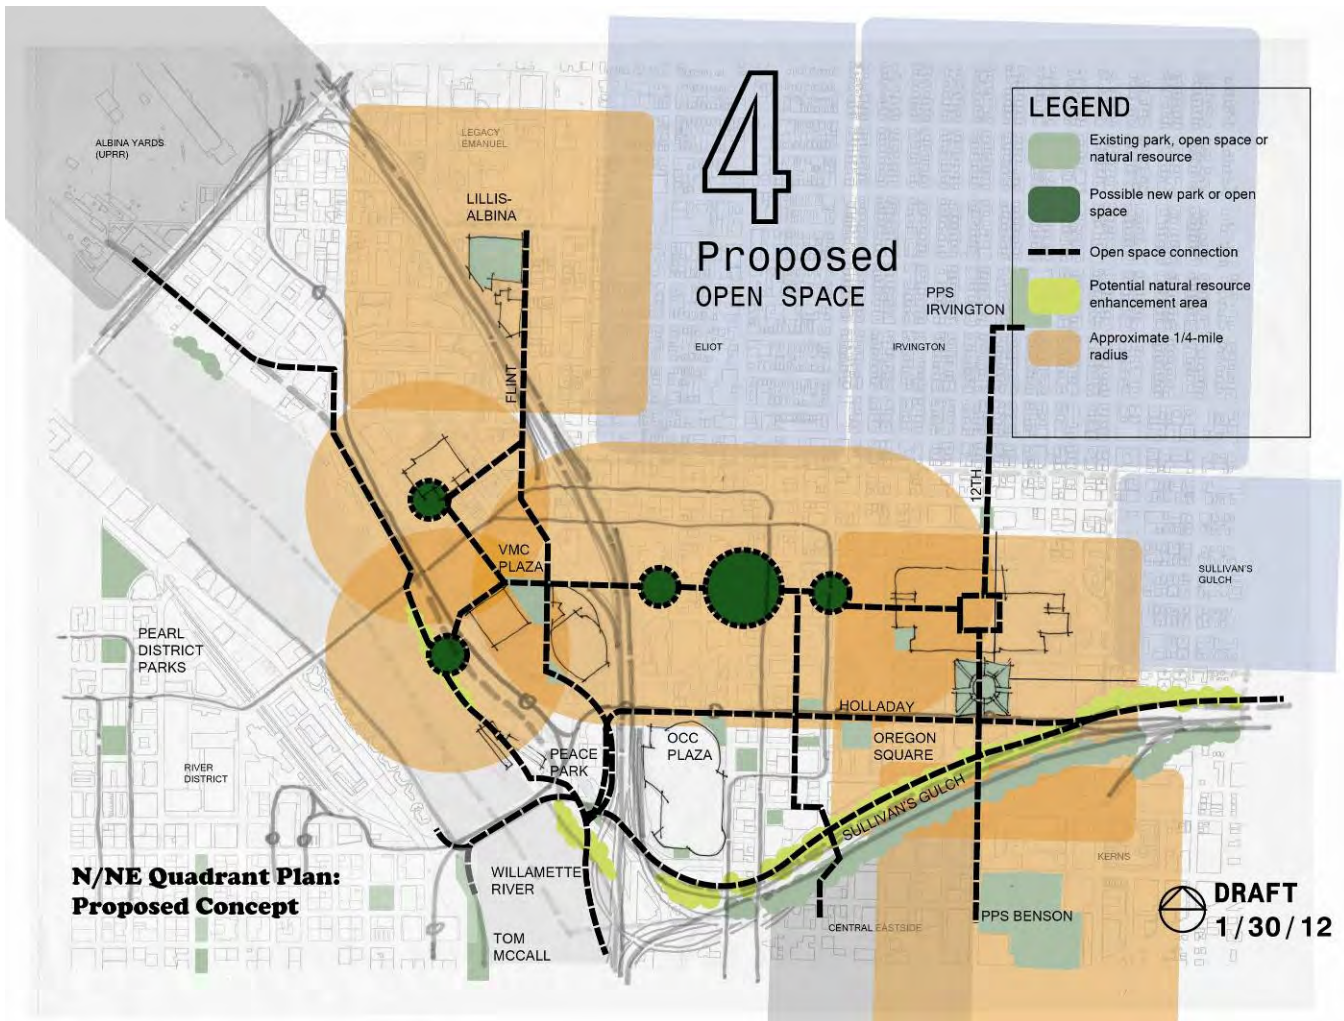 ALBINA YARDS
(UPRR)
LEGACY
EMANUEL
LILLIS-
ALBINA
4
Proposed
OPEN SPACE
LEGEND
Existing park, open space or
natural resource
Possible new park or open
space
Open space connection
Potential natural resource
enhancement area
Approximate 1/4-mile
radius
PPS
IRVINGTON
ELIOT
IRVINGTON
FLINT
12TH
VMC
PLAZA
SULLIVAN'S
GULCH
PEARL
DISTRICT
PARKS
HOLLADAY
OREGON
SQUARE
OCC
PLAZA
PEACE
PARK
RIVER
DISTRICT
SULLIVAN'S GULCH
KERNS
WILLAMETTE
RIVER
N/NE Quadrant Plan:
Proposed Concept
TOM
MCCALL
CENTRAL EASTSIDE
PPS BENSON
DRAFT
1/30/12